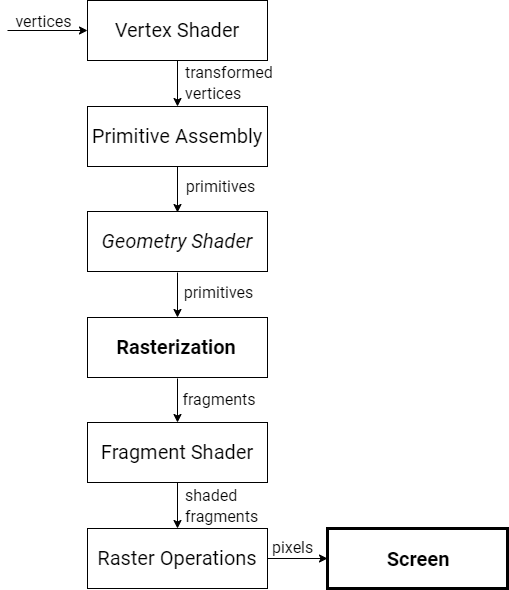 vertices
Vertex Shader
transformed
vertices
Primitive Assembly
primitives
Geometry Shader
primitives
Rasterization
fragments
Fragment Shader
shaded
fragments
Raster Operations
pixels
Screen